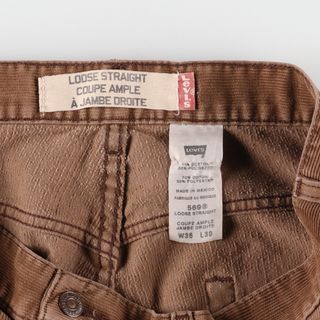 LOOSE STRAIGHT
COUPE AMPLE
À JAMBE DROITE
Levi's
Levi's
MADE IN MEXICO
569®
LOOSE STRAIGHT
COUPE AMPLE
JAMBE DROITE
W36 L30